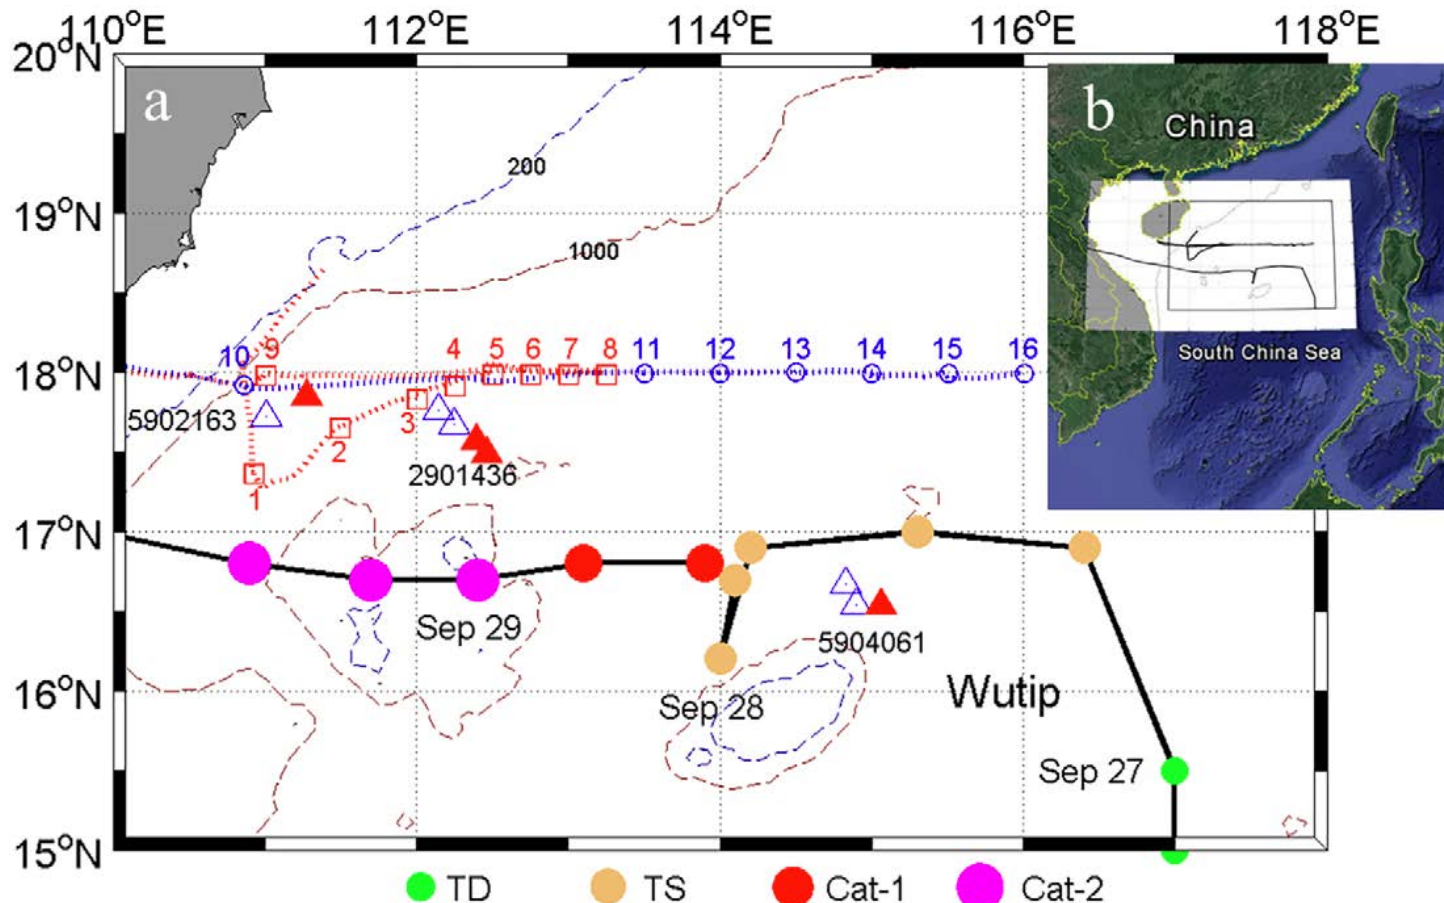 110°E 112°E 114°E 116°E 118°E
20°N
a
b
China
200
19°N
1000
South China Sea
18°N
10 9 4 5 6 7 8 11 12 13 14 15 16
5902163
3
2
2901436
1
17°N
Sep 29
5904061
Sep 28
Wutip
16°N
Sep 27
15°N
TD TS Cat-1 Cat-2